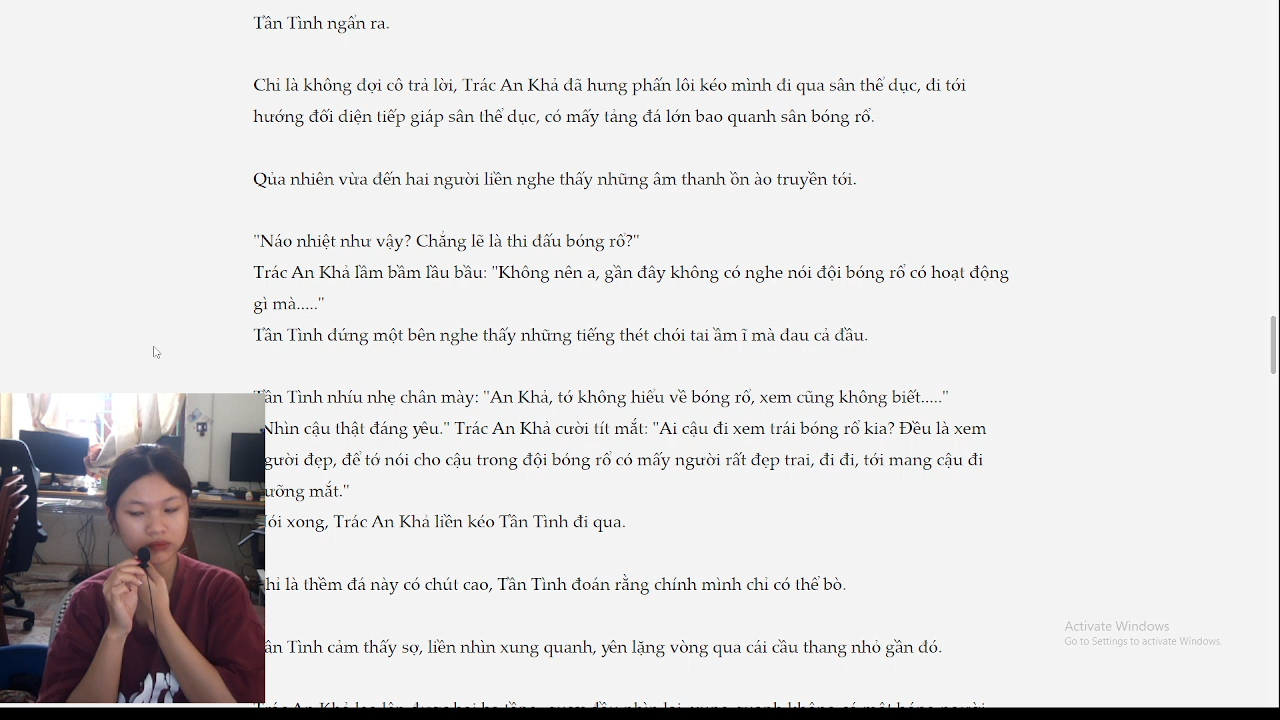 Tần Tình ngẩn ra.
Chỉ là không đợi cô trả lời, Trác An Khả đã hưng phấn lôi kéo mình đi qua sân thể dục, đi tới
hướng đối diện tiếp giáp sân thể dục, có mấy tảng đá lớn bao quanh sân bóng rổ.
Qủa nhiên vừa đến hai người liền nghe thấy những âm thanh ồn ào truyền tới.
"Náo nhiệt như vậy? Chẳng lẽ là thi đấu bóng rổ?"
Trác An Khả lầm bầm lầu bầu: "Không nên a, gần đây không có nghe nói đội bóng rổ có hoạt động
gì mà....."
Tần Tình đứng một bên nghe thấy những tiếng thét chói tai ầm ĩ mà đau cả đầu.
Tần Tình nhíu nhẹ chân mày: "An Khả, tớ không hiểu về bóng rổ, xem cũng không biết....."
Nhìn cậu thật đáng yêu." Trác An Khả cười tít mắt: "Ai cậu đi xem trái bóng rổ kia? Đều là xem
gười đẹp, để tớ nói cho cậu trong đội bóng rổ có mấy người rất đẹp trai, đi đi, tới mang cậu đi
ưỡng mắt."
ói xong, Trác An Khả liền kéo Tần Tình đi qua.
hỉ là thềm đá này có chút cao, Tần Tình đoán rằng chính mình chỉ có thể bò.
ần Tình cảm thấy sợ, liền nhìn xung quanh, yên lặng vòng qua cái cầu thang nhỏ gần đó.
Activate Windows
Go to Settings to activate Windows.